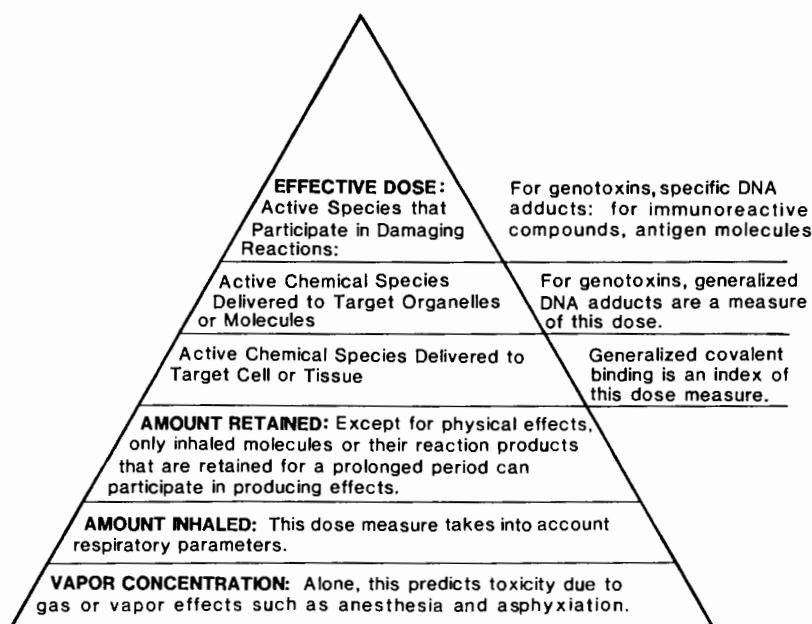 EFFECTIVE DOSE:
Active Species that
Participate in Damaging
Reactions:
For genotoxins, specific DNA
adducts: for immunoreactive
compounds, antigen molecules
Active Chemical Species
Delivered to Target Organelles
or Molecules
For genotoxins, generalized
DNA adducts are a measure
of this dose.
Active Chemical Species Delivered to
Target Cell or Tissue
Generalized covalent
binding is an index of
this dose measure.
AMOUNT RETAINED: Except for physical effects,
only inhaled molecules or their reaction products
that are retained for a prolonged period can
participate in producing effects.
AMOUNT INHALED: This dose measure takes into account
respiratory parameters.
VAPOR CONCENTRATION: Alone, this predicts toxicity due to
gas or vapor effects such as anesthesia and asphyxiation.